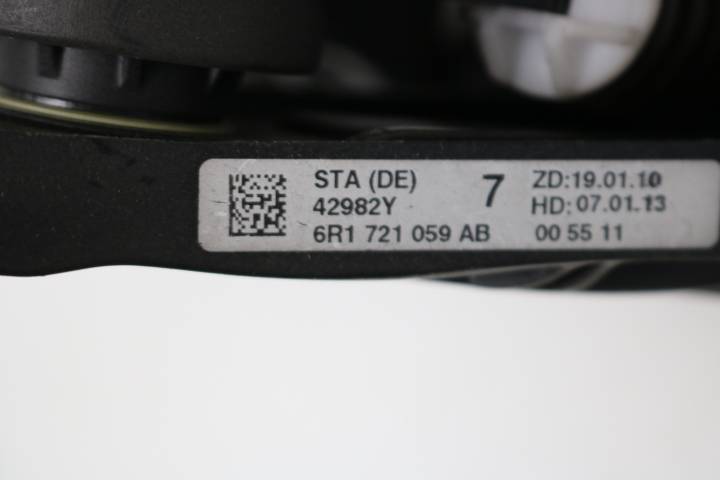 STA (DE) 7 ZD:19.01.10
42982Y HD: 07.01.13
6R1 721 059 AB 00 55 11